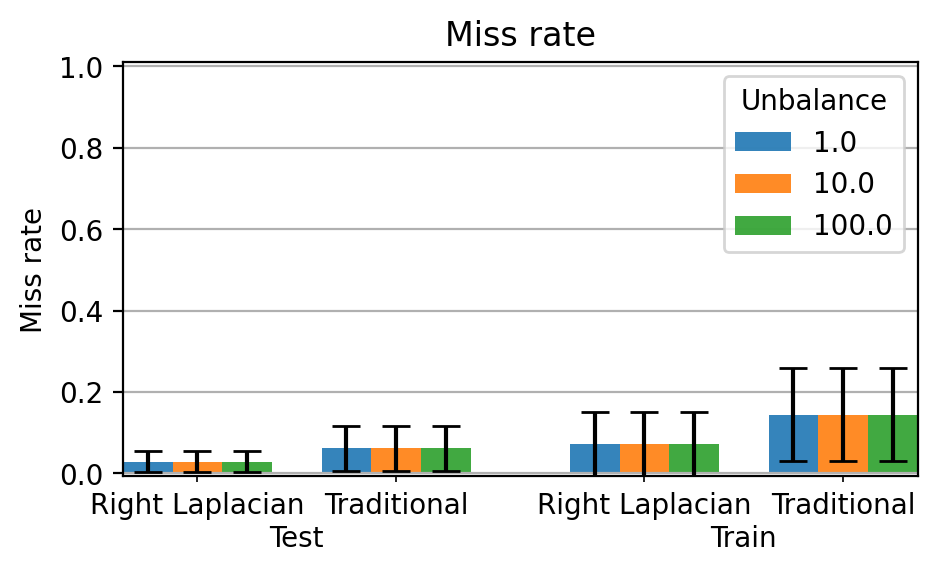 Miss rate
Miss rate
1.0
0.8
0.6
0.4
0.2
0.0
Unbalance
1.0
10.0
100.0
Right Laplacian Traditional Right Laplacian Traditional
Test Train